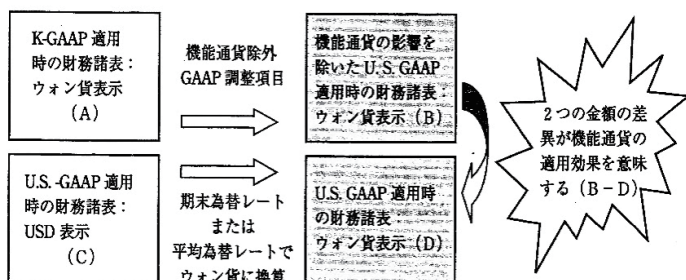 K-GAAP 適用
時の財務諸表：
ウォン貨表示
（A）
機能通貨除外
GAAP 調整項目
機能通貨の影響を
除いた U. S. GAAP
適用時の財務諸表：
ウォン貨表示（B）
2つの金額の差
異が機能通貨の
適用効果を意味
する（B－D）
U.S. -GAAP 適用
時の財務諸表：
USD 表示
（C）
期末為替レート
または
平均為替レートで
ウォン貨に換算
U.S. GAAP 適用時
の財務諸表
ウォン貨表示（D）